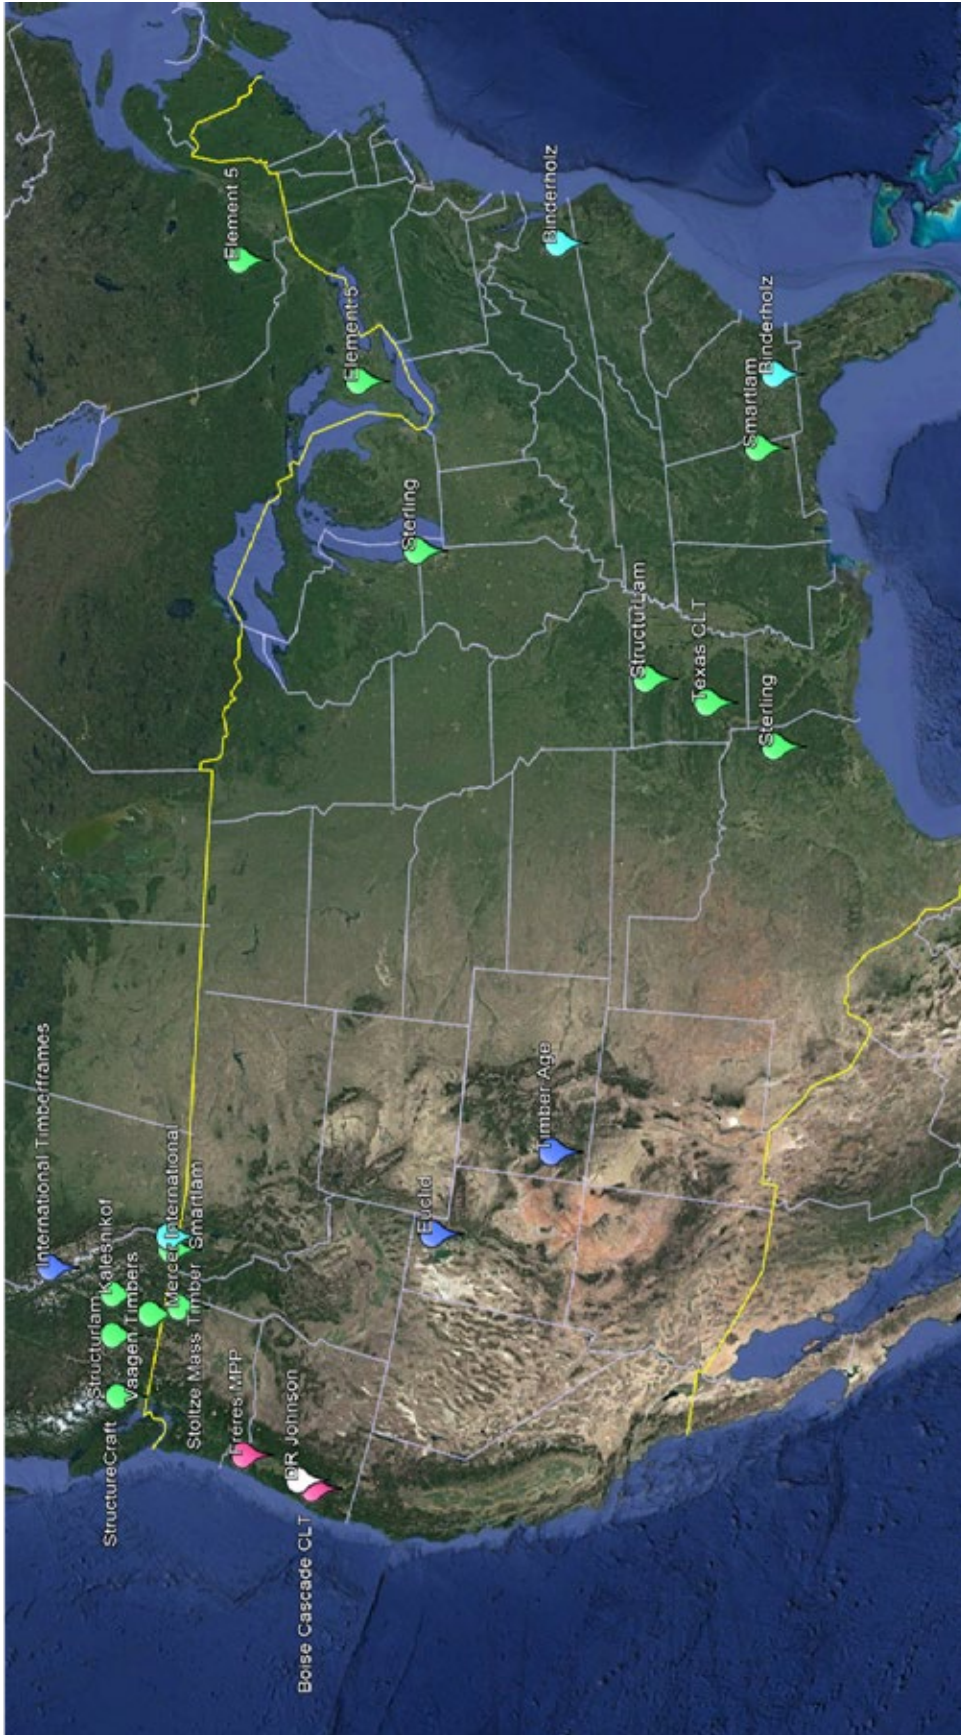 International Timberframes
Kalesnikof
Structurlam
StructureCraft
Vaagen Timbers
Mercer International
Smartlam
Stoltze Mass Timber
Freres MPP
DR Johnson
Boise Cascade CLT
Euclid
Timber Age
Sterling
Element 5
Element 5
StructurLam
Texas CLT
Sterling
Smartlam
Binderholz
Binderholz